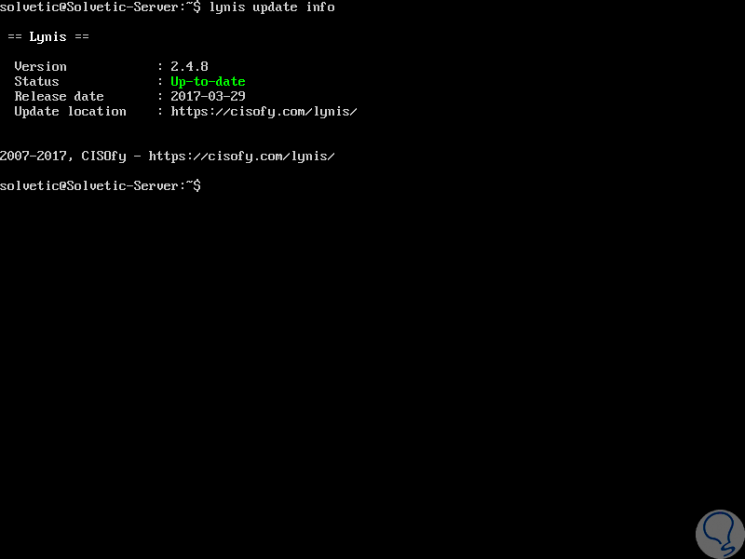 solvetic@Solvetic-Server:~$ lynis update info
== Lynis ==
Version : 2.4.8
Status : Up-to-date
Release date : 2017-03-29
Update location : https://cisofy.com/lynis/
2007-2017, CISOfy - https://cisofy.com/lynis/
solvetic@Solvetic-Server:~$